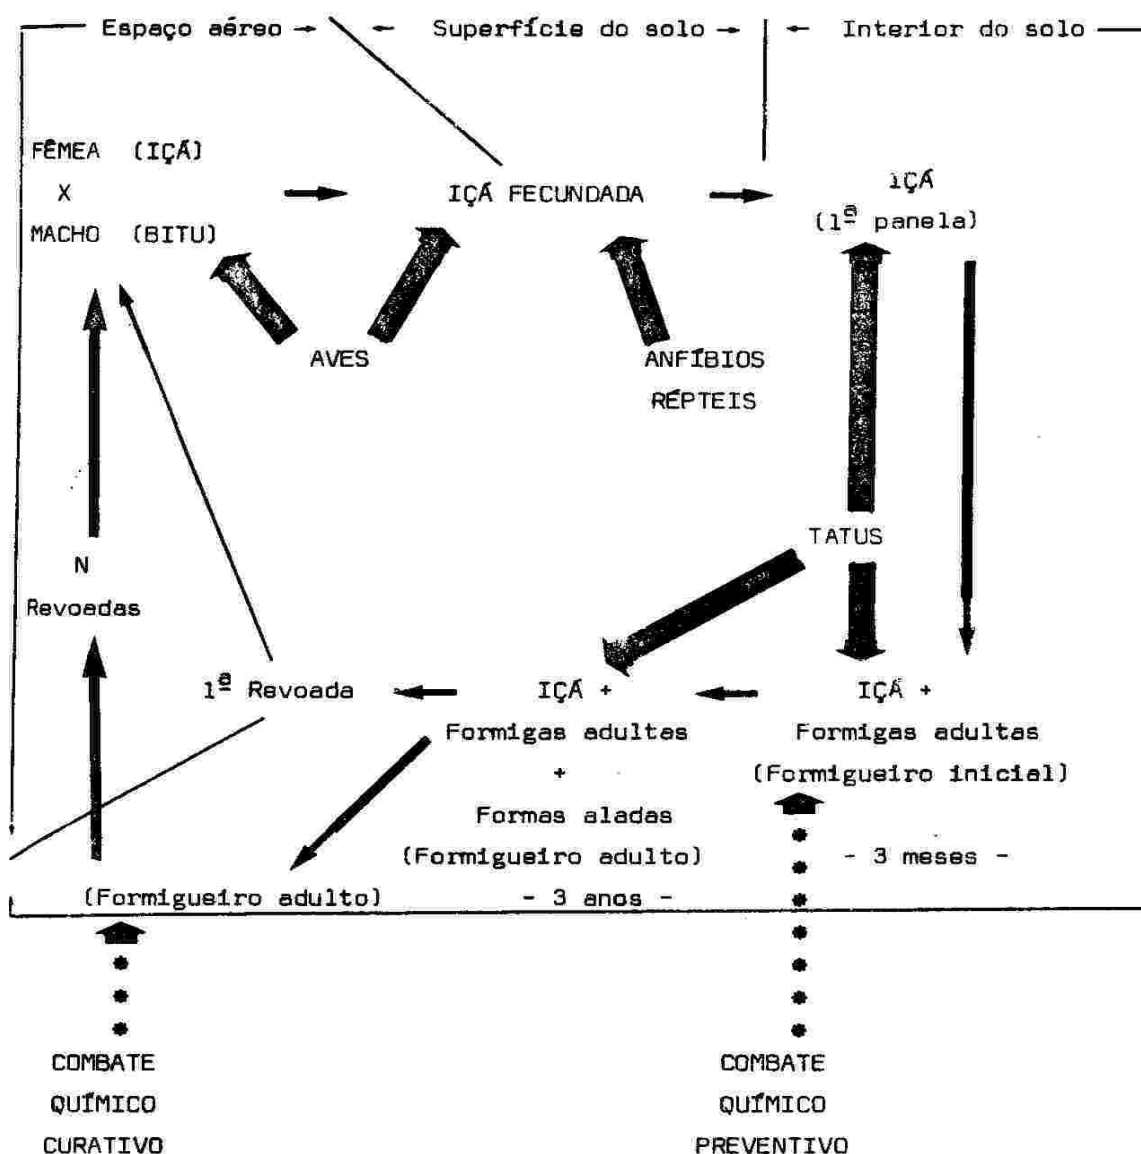 Espaço aéreo → ← Superfície do solo → ← Interior do solo
FÊMEA (IÇÁ)
X
MACHO (BITU)
IÇÁ FECUNDADA
IÇÁ
(1ª panela)
AVES
ANFÍBIOS
RÉPTEIS
TATUS
N
Revoadas
1ª Revoada
IÇÁ +
Formigas adultas
+
Formas aladas
(Formigueiro adulto)
- 3 anos -
IÇÁ +
Formigas adultas
(Formigueiro inicial)
- 3 meses -
(Formigueiro adulto)
COMBATE
QUÍMICO
CURATIVO
COMBATE
QUÍMICO
PREVENTIVO